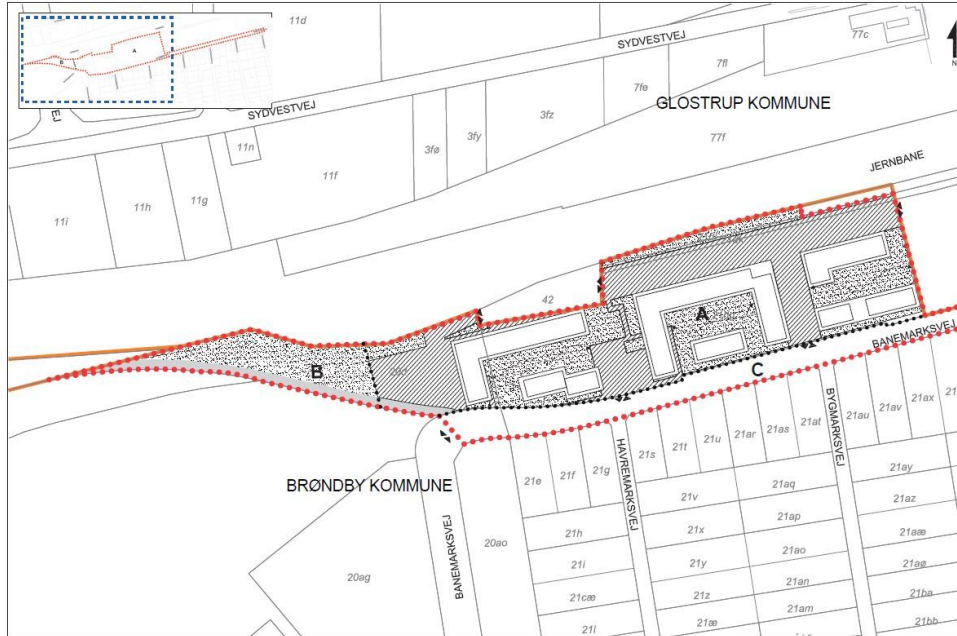 11d
SYDVESTVEJ
77c
A
B
7fl
7fe
N
VEJ
SYDVESTVEJ
GLOSTRUP KOMMUNE
3fz
3fy
3fø
11n
77f
JERNBANE
11f
11g
11h
11i
42
A
B
C
BANEMARKSVEJ
BRØNDBY KOMMUNE
BANEMARKSVEJ
HAVREMARKSVEJ
BYGMARKSVEJ
20ag
20ao
21e
21f
21g
21s
21t
21u
21ar
21as
21at
21au
21av
21ax
21v
21aq
21ay
21h
21x
21ap
21az
21i
21y
21ao
21aæ
21cæ
21z
21an
21aø
21l
21æ
21am
21ba
21bb